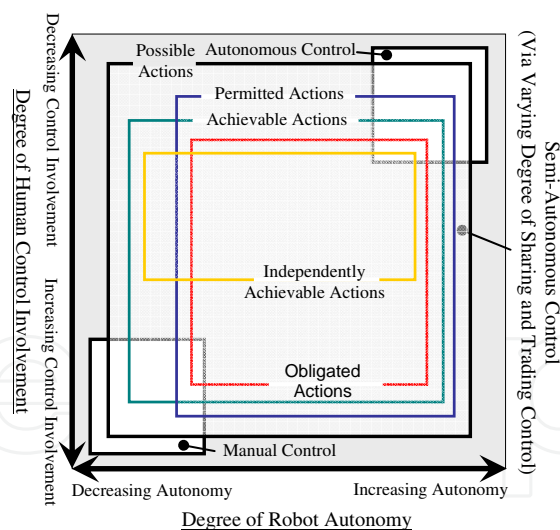 Possible
Actions
Autonomous Control
Permitted Actions
Achievable Actions
Independently
Achievable Actions
Obligated
Actions
Manual Control
Decreasing Autonomy
Increasing Autonomy
Degree of Robot Autonomy
Degree of Human Control Involvement
Decreasing Control Involvement
Increasing Control Involvement
Semi-Autonomous Control
(Via Varying Degree of Sharing and Trading Control)